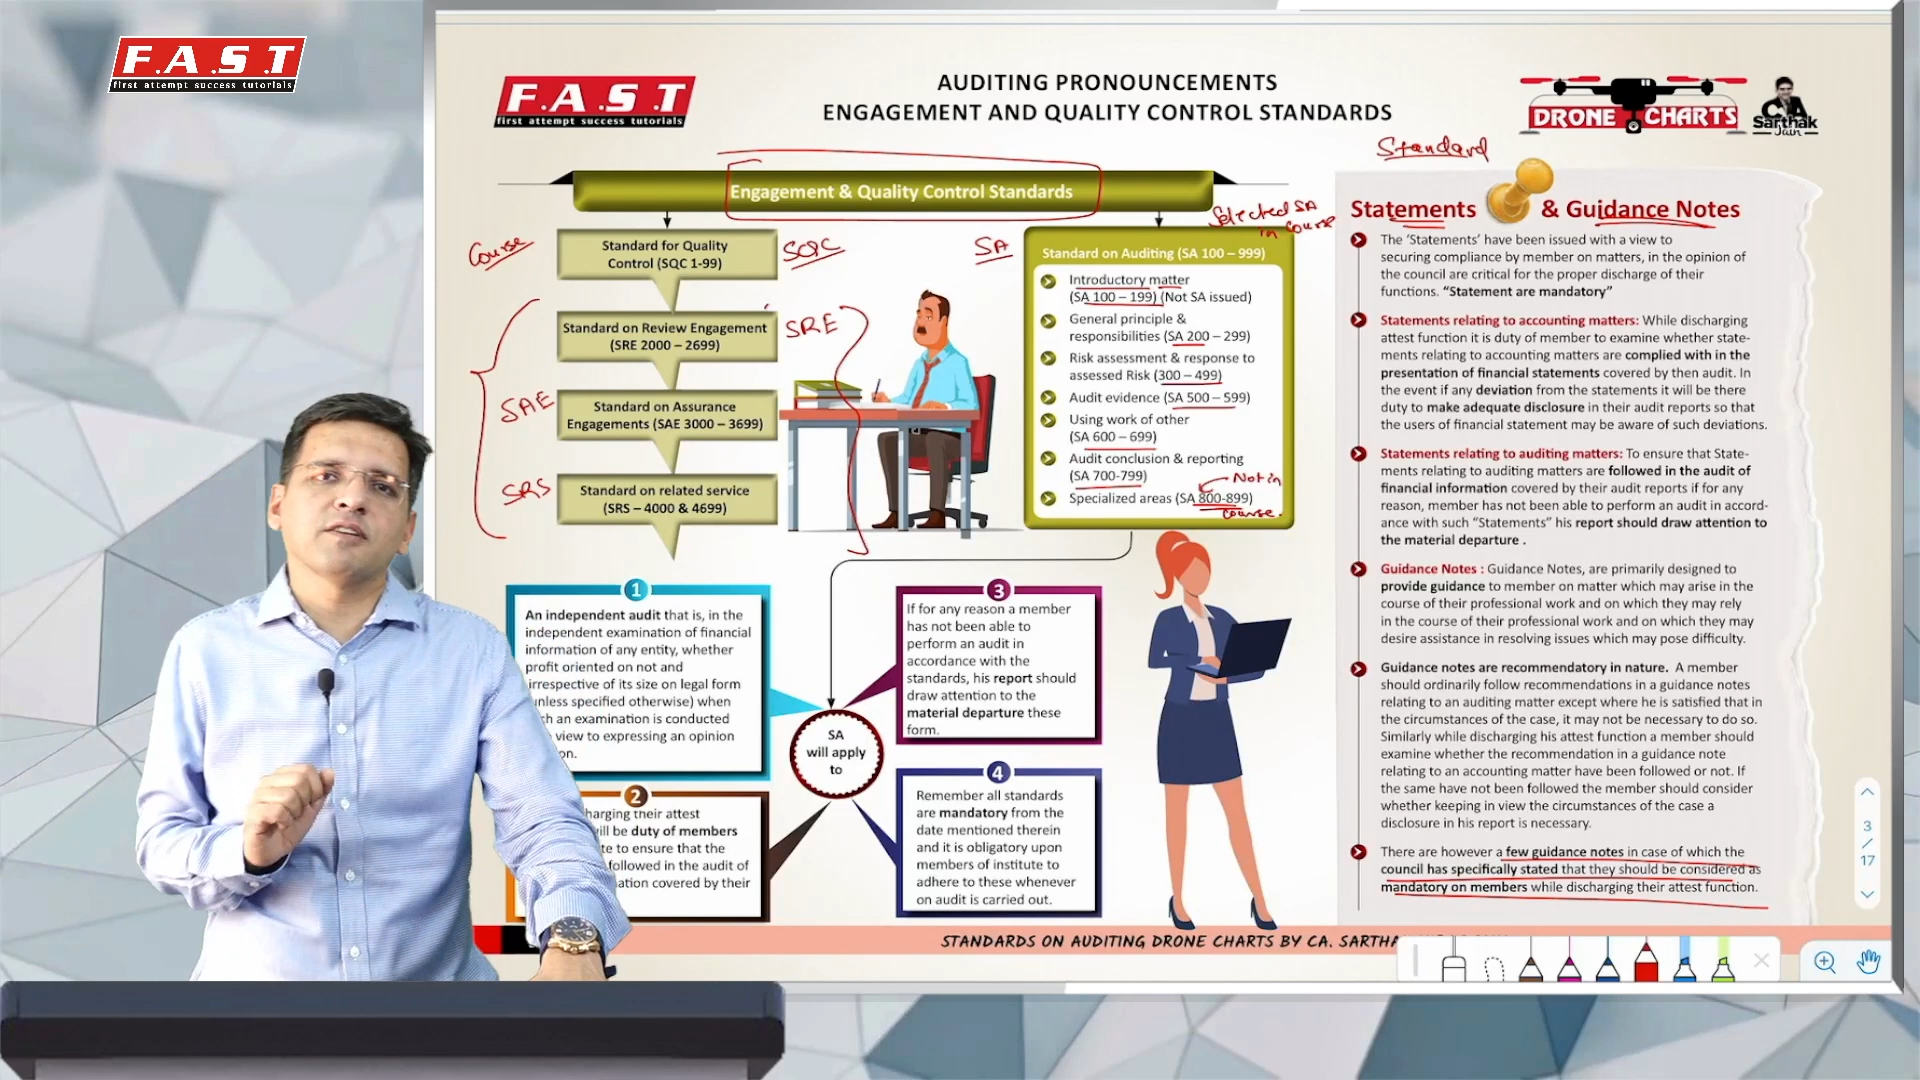 F.A.S.T
first attempt success tutorials
F.A.S.T
first attempt success tutorials
AUDITING PRONOUNCEMENTS
ENGAGEMENT AND QUALITY CONTROL STANDARDS
DRONE CHARTS
CA
Sarthak
Jain
Standard
Engagement & Quality Control Standards
Course
Standard for Quality
Control (SQC 1-99)
SQC
Standard on Review Engagement
(SRE 2000 – 2699)
SRE
SAE
Standard on Assurance
Engagements (SAE 3000 – 3699)
SRS
Standard on related service
(SRS – 4000 & 4699)
SA
Selected SA
in Course
Standard on Auditing (SA 100 – 999)
Introductory matter
(SA 100 – 199) (Not SA issued)
General principle &
responsibilities (SA 200 – 299)
Risk assessment & response to
assessed Risk (300 – 499)
Audit evidence (SA 500 – 599)
Using work of other
(SA 600 – 699)
Audit conclusion & reporting
(SA 700-799)
Not in
Specialized areas (SA 800-899)
Course.
1
An independent audit that is, in the
independent examination of financial
information of any entity, whether
profit oriented on not and
irrespective of its size on legal form
unless specified otherwise) when
an examination is conducted
view to expressing an opinion
on.
2
harging their attest
will be duty of members
te to ensure that the
followed in the audit of
ation covered by their
3
If for any reason a member
has not been able to
perform an audit in
accordance with the
standards, his report should
draw attention to the
material departure these
form.
SA
will apply
to
4
Remember all standards
are mandatory from the
date mentioned therein
and it is obligatory upon
members of institute to
adhere to these whenever
on audit is carried out.
Statements & Guidance Notes
The ‘Statements’ have been issued with a view to
securing compliance by member on matters, in the opinion of
the council are critical for the proper discharge of their
functions. “Statement are mandatory”
Statements relating to accounting matters: While discharging
attest function it is duty of member to examine whether state-
ments relating to accounting matters are complied with in the
presentation of financial statements covered by then audit. In
the event if any deviation from the statements it will be there
duty to make adequate disclosure in their audit reports so that
the users of financial statement may be aware of such deviations.
Statements relating to auditing matters: To ensure that State-
ments relating to auditing matters are followed in the audit of
financial information covered by their audit reports if for any
reason, member has not been able to perform an audit in accord-
ance with such “Statements” his report should draw attention to
the material departure .
Guidance Notes : Guidance Notes, are primarily designed to
provide guidance to member on matter which may arise in the
course of their professional work and on which they may rely
in the course of their professional work and on which they may
desire assistance in resolving issues which may pose difficulty.
Guidance notes are recommendatory in nature. A member
should ordinarily follow recommendations in a guidance notes
relating to an auditing matter except where he is satisfied that in
the circumstances of the case, it may not be necessary to do so.
Similarly while discharging his attest function a member should
examine whether the recommendation in a guidance note
relating to an accounting matter have been followed or not. If
the same have not been followed the member should consider
whether keeping in view the circumstances of the case a
disclosure in his report is necessary.
There are however a few guidance notes in case of which the
council has specifically stated that they should be considered as
mandatory on members while discharging their attest function.
3
/
17
STANDARDS ON AUDITING DRONE CHARTS BY CA. SARTHA